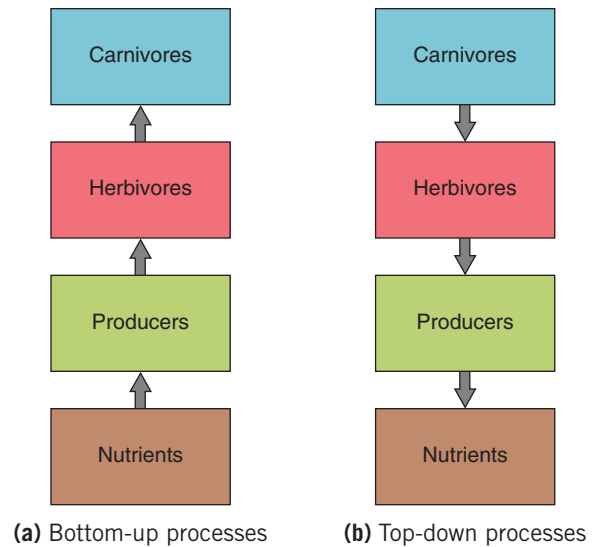 Carnivores
Herbivores
Producers
Nutrients
(a) Bottom-up processes
Carnivores
Herbivores
Producers
Nutrients
(b) Top-down processes